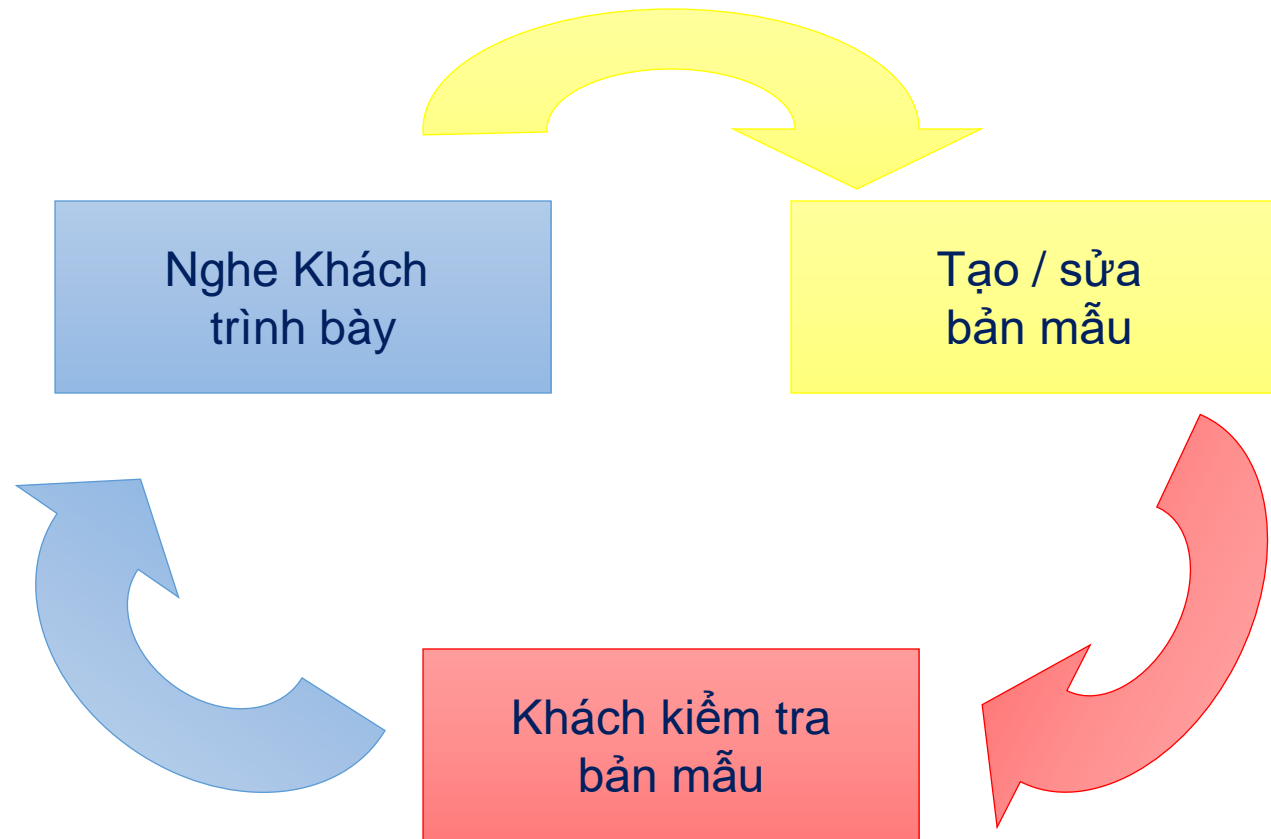 Nghe Khách
trình bày
Tạo / sửa
bản mẫu
Khách kiểm tra
bản mẫu